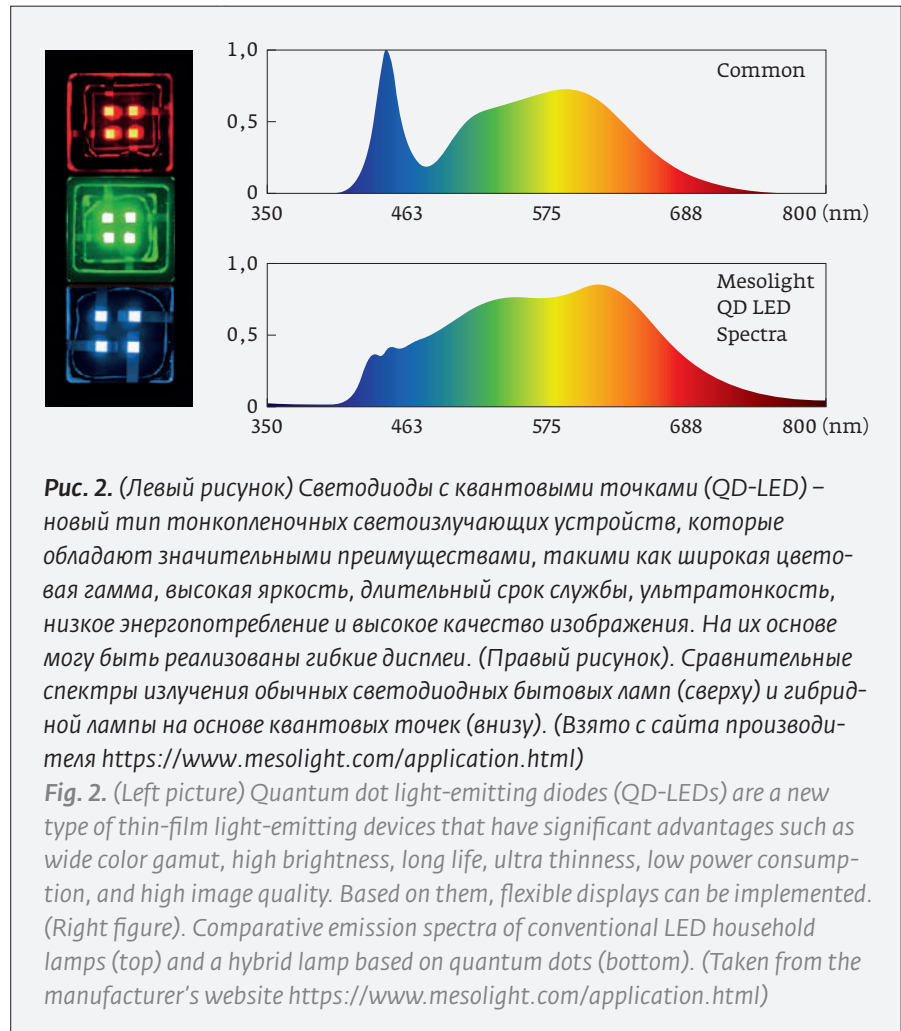 1,0
Common
0,5
0
350 463 575 688 800 (nm)
1,0
Mesolight
QD LED
Spectra
0,5
0
350 463 575 688 800 (nm)
Рис. 2. (Левый рисунок) Светодиоды с квантовыми точками (QD-LED) –
новый тип тонкопленочных светоизлучающих устройств, которые
обладают значительными преимуществами, такими как широкая цвето-
вая гамма, высокая яркость, длительный срок службы, ультратонкость,
низкое энергопотребление и высокое качество изображения. На их основе
могу быть реализованы гибкие дисплеи. (Правый рисунок). Сравнительные
спектры излучения обычных светодиодных бытовых ламп (сверху) и гибрид-
ной лампы на основе квантовых точек (внизу). (Взято с сайта производи-
теля https://www.mesolight.com/application.html)
Fig. 2. (Left picture) Quantum dot light-emitting diodes (QD-LEDs) are a new
type of thin-film light-emitting devices that have significant advantages such as
wide color gamut, high brightness, long life, ultra thinness, low power consump-
tion, and high image quality. Based on them, flexible displays can be implemented.
(Right figure). Comparative emission spectra of conventional LED household
lamps (top) and a hybrid lamp based on quantum dots (bottom). (Taken from the
manufacturer's website https://www.mesolight.com/application.html)